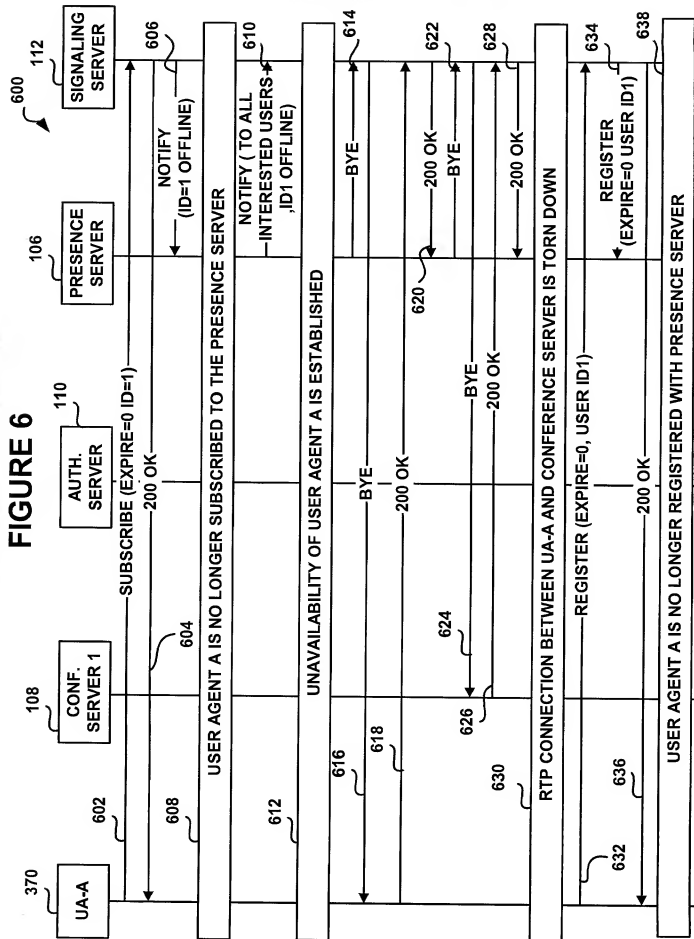 FIGURE 6
600
370
UA-A
108
CONF.
SERVER 1
110
AUTH.
SERVER
106
PRESENCE
SERVER
112
SIGNALING
SERVER
602
SUBSCRIBE (EXPIRE=0 ID=1)
604
200 OK
606
NOTIFY
(ID=1 OFFLINE)
608
USER AGENT A IS NO LONGER SUBSCRIBED TO THE PRESENCE SERVER
NOTIFY ( TO ALL
INTERESTED USERS
,ID1 OFFLINE)
610
612
UNAVAILABILITY OF USER AGENT A IS ESTABLISHED
BYE
614
616
BYE
618
200 OK
620
200 OK
BYE
622
624
BYE
626
200 OK
200 OK
628
630
RTP CONNECTION BETWEEN UA-A AND CONFERENCE SERVER IS TORN DOWN
632
REGISTER (EXPIRE=0, USER ID1)
634
REGISTER
(EXPIRE=0 USER ID1)
636
200 OK
638
USER AGENT A IS NO LONGER REGISTERED WITH PRESENCE SERVER